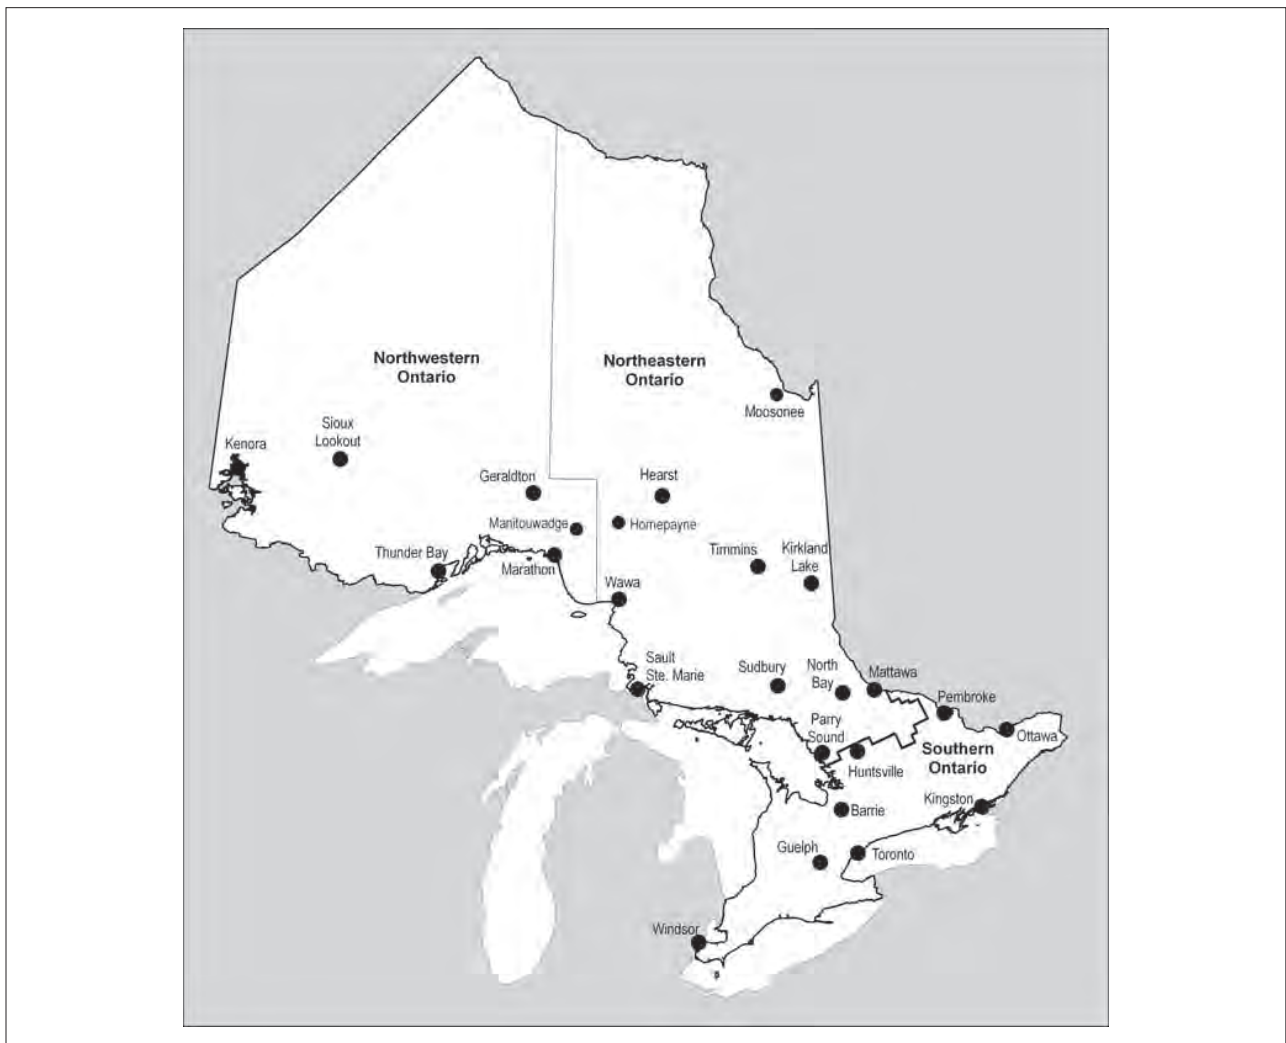 Northwestern
Ontario
Northeastern
Ontario
Moosonee
Sioux
Lookout
Kenora
Geraldton
Hearst
Manitouwadge
Homepayne
Thunder Bay
Marathon
Timmins
Kirkland
Lake
Wawa
Sault
Ste. Marie
Sudbury
North
Bay
Mattawa
Pembroke
Parry
Sound
Ottawa
Southern
Ontario
Huntsville
Kingston
Barrie
Guelph
Toronto
Windsor